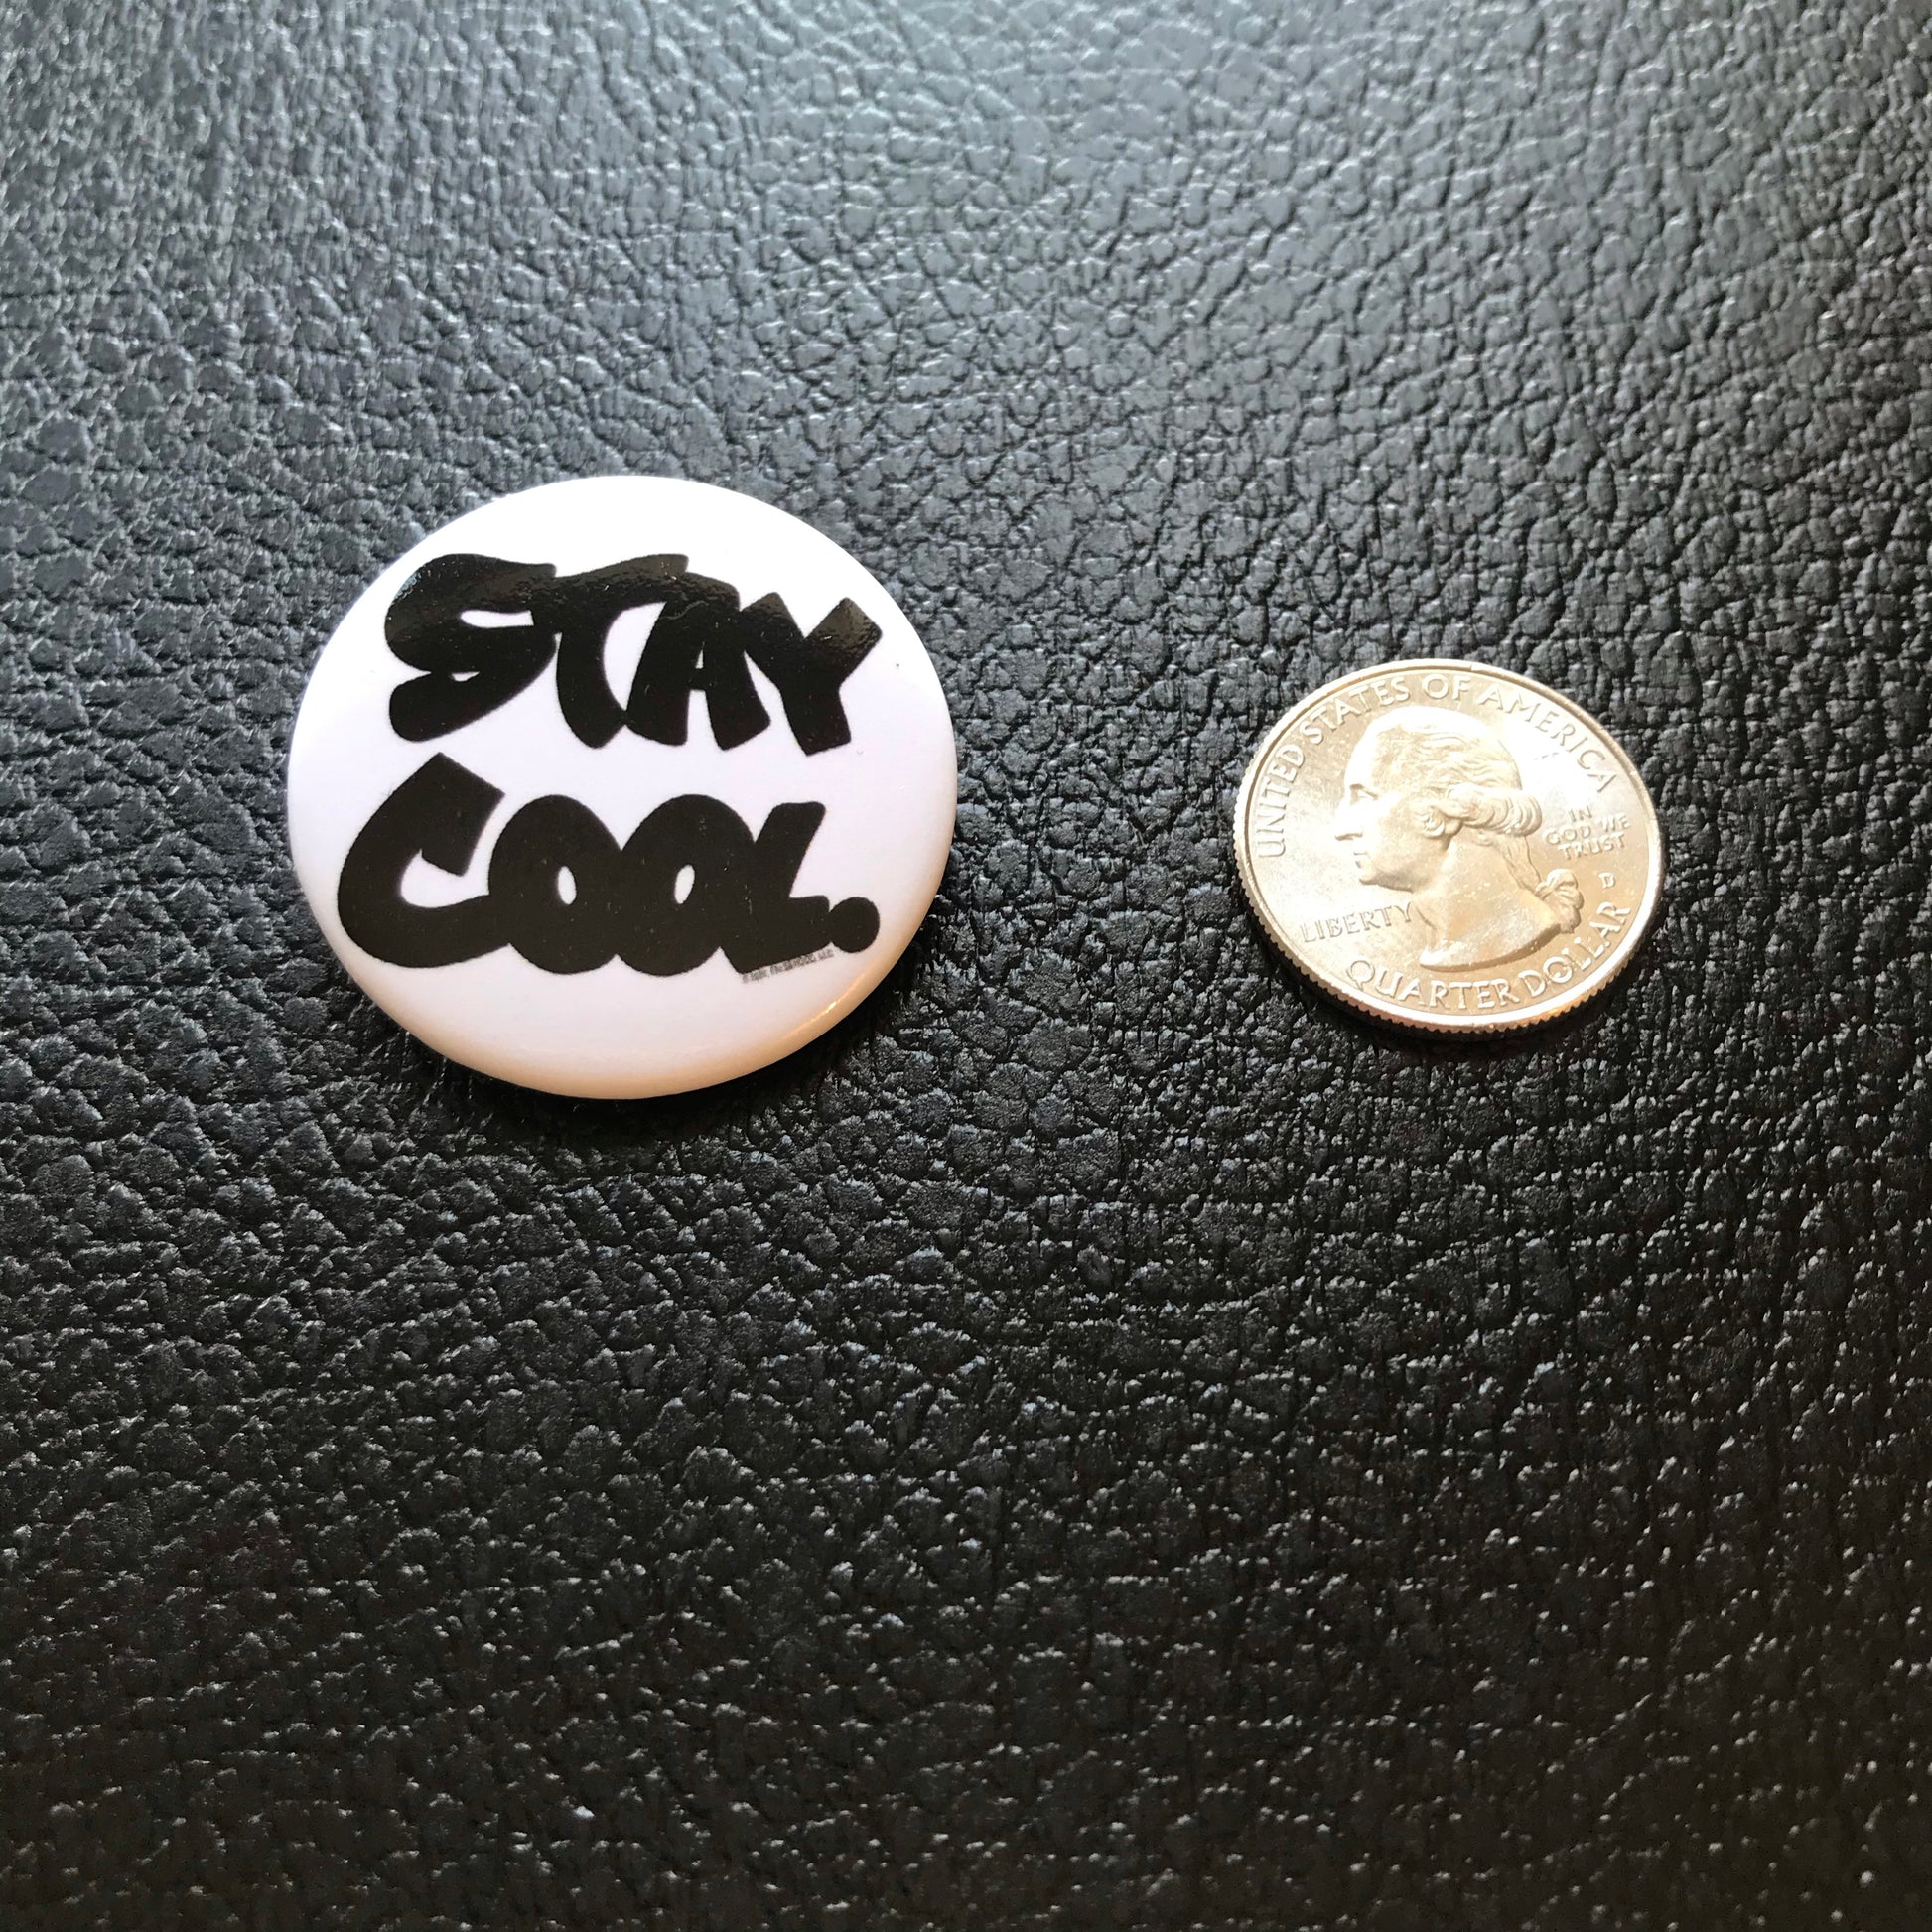 STAY
COOL.
UNITED STATES OF AMERICA
IN
GOD WE
TRUST
D
LIBERTY
QUARTER DOLLAR